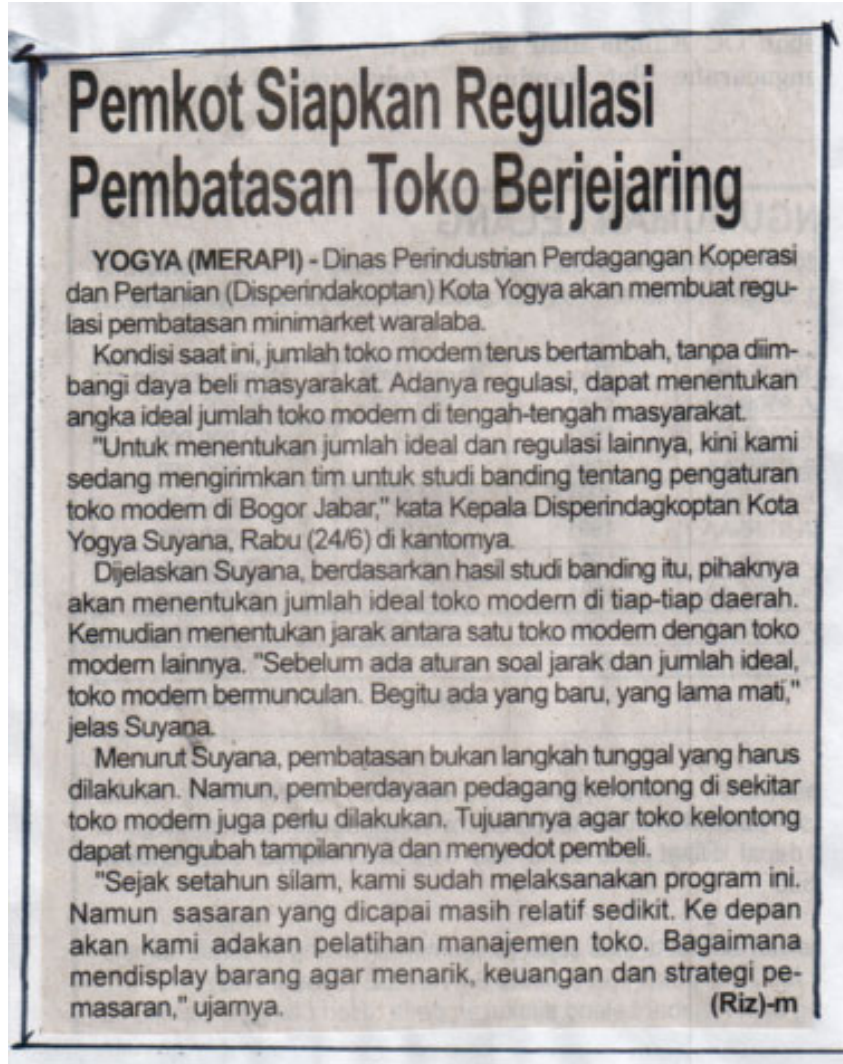 Pemkot Siapkan Regulasi
Pembatasan Toko Berjejaring
YOGYA (MERAPI) - Dinas Perindustrian Perdagangan Koperasi
dan Pertanian (Disperindakoptan) Kota Yogya akan membuat regu-
lasi pembatasan minimarket waralaba.
Kondisi saat ini, jumlah toko modern terus bertambah, tanpa diim-
bangi daya beli masyarakat. Adanya regulasi, dapat menentukan
angka ideal jumlah toko modern di tengah-tengah masyarakat.
"Untuk menentukan jumlah ideal dan regulasi lainnya, kini kami
sedang mengirimkan tim untuk studi banding tentang pengaturan
toko modern di Bogor Jabar," kata Kepala Disperindagkoptan Kota
Yogya Suyana, Rabu (24/6) di kantornya.
Dijelaskan Suyana, berdasarkan hasil studi banding itu, pihaknya
akan menentukan jumlah ideal toko modern di tiap-tiap daerah.
Kemudian menentukan jarak antara satu toko modern dengan toko
modern lainnya. "Sebelum ada aturan soal jarak dan jumlah ideal,
toko modern bermunculan. Begitu ada yang baru, yang lama mati,"
jelas Suyana.
Menurut Suyana, pembatasan bukan langkah tunggal yang harus
dilakukan. Namun, pemberdayaan pedagang kelontong di sekitar
toko modern juga perlu dilakukan. Tujuannya agar toko kelontong
dapat mengubah tampilannya dan menyedot pembeli.
"Sejak setahun silam, kami sudah melaksanakan program ini.
Namun sasaran yang dicapai masih relatif sedikit. Ke depan
akan kami adakan pelatihan manajemen toko. Bagaimana
mendisplay barang agar menarik, keuangan dan strategi pe-
masaran," ujarnya. (Riz)-m